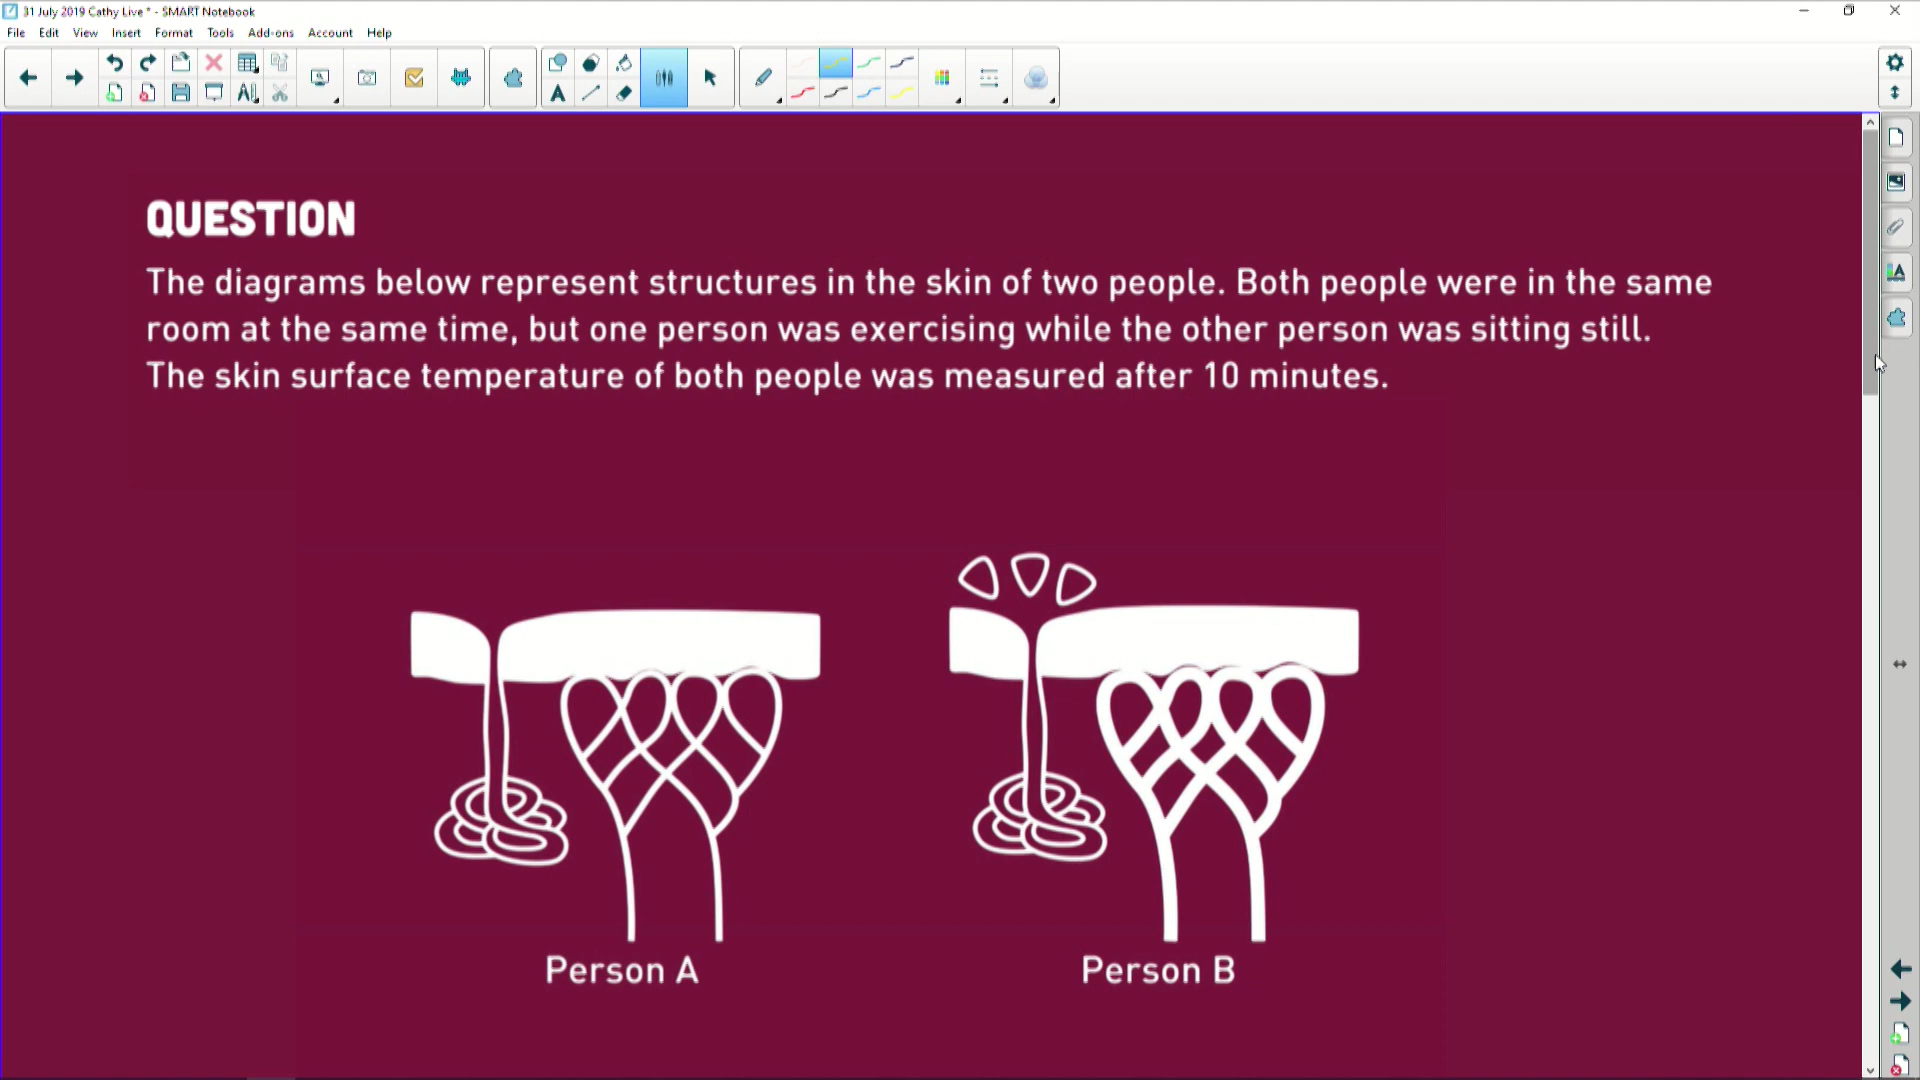 31 July 2019 Cathy Live * - SMART Notebook
File Edit View Insert Format Tools Add-ons Account Help
QUESTION
The diagrams below represent structures in the skin of two people. Both people were in the same
room at the same time, but one person was exercising while the other person was sitting still.
The skin surface temperature of both people was measured after 10 minutes.
Person A
Person B